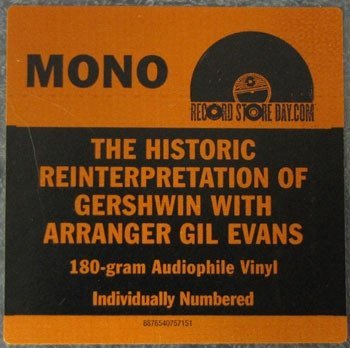 MONO
RECORD STORE DAY.COM
THE HISTORIC
REINTERPRETATION OF
GERSHWIN WITH
ARRANGER GIL EVANS
180-gram Audiophile Vinyl
Individually Numbered
8876540757151